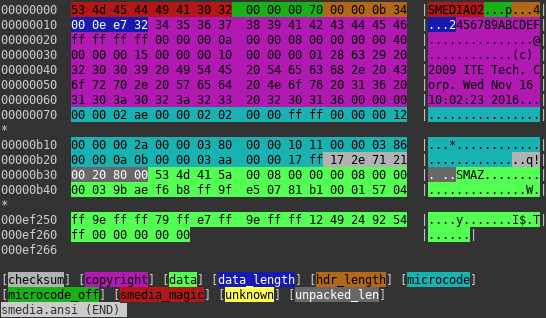 00000000  53 4d 45 44 49 41 30 32  00 00 00 70 00 00 0b 34  |SMEDIA02...p...4
00000010  00 0e e7 32 34 35 36 37  38 39 41 42 43 44 45 46  |...2456789ABCDEF
00000020  ff ff ff ff 00 00 00 0a  00 08 00 00 00 00 00 40  |...............@
00000030  00 00 00 15 00 00 00 10  00 00 00 01 28 63 29 20  |............(c) 
00000040  32 30 30 39 20 49 54 45  20 54 65 63 68 2e 20 43  |2009 ITE Tech. C
00000050  6f 72 70 2e 20 57 65 64  20 4e 6f 76 20 31 36 20  |orp. Wed Nov 16 
00000060  31 30 3a 30 32 3a 32 33  20 32 30 31 36 00 00 00  |10:02:23 2016...
00000070  00 00 02 ae 00 00 02 02  00 00 ff ff 00 00 00 12  |................
*
00000b10  00 00 00 2a 00 00 03 80  00 00 10 11 00 00 03 86  |...*............
00000b20  00 00 0a 0b 00 00 03 aa  00 00 17 ff 17 2e 71 21  |..............q!
00000b30  00 20 80 00 53 4d 41 5a  00 08 00 00 00 08 00 00  |. ..SMAZ........
00000b40  00 03 9b ae f6 b8 ff 9f  e5 07 81 b1 00 01 57 04  |..............W.
*
000ef250  ff 9e ff ff 79 ff e7 ff  9e ff ff 12 49 24 92 54  |....y.......I$.T
000ef260  ff 00 00 00 00 00                                 |......|
000ef266
[checksum] [copyright] [data] [data_length] [hdr_length] [microcode]
[microcode_off] [smedia_magic] [unknown] [unpacked_len]
smedia.ansi (END)